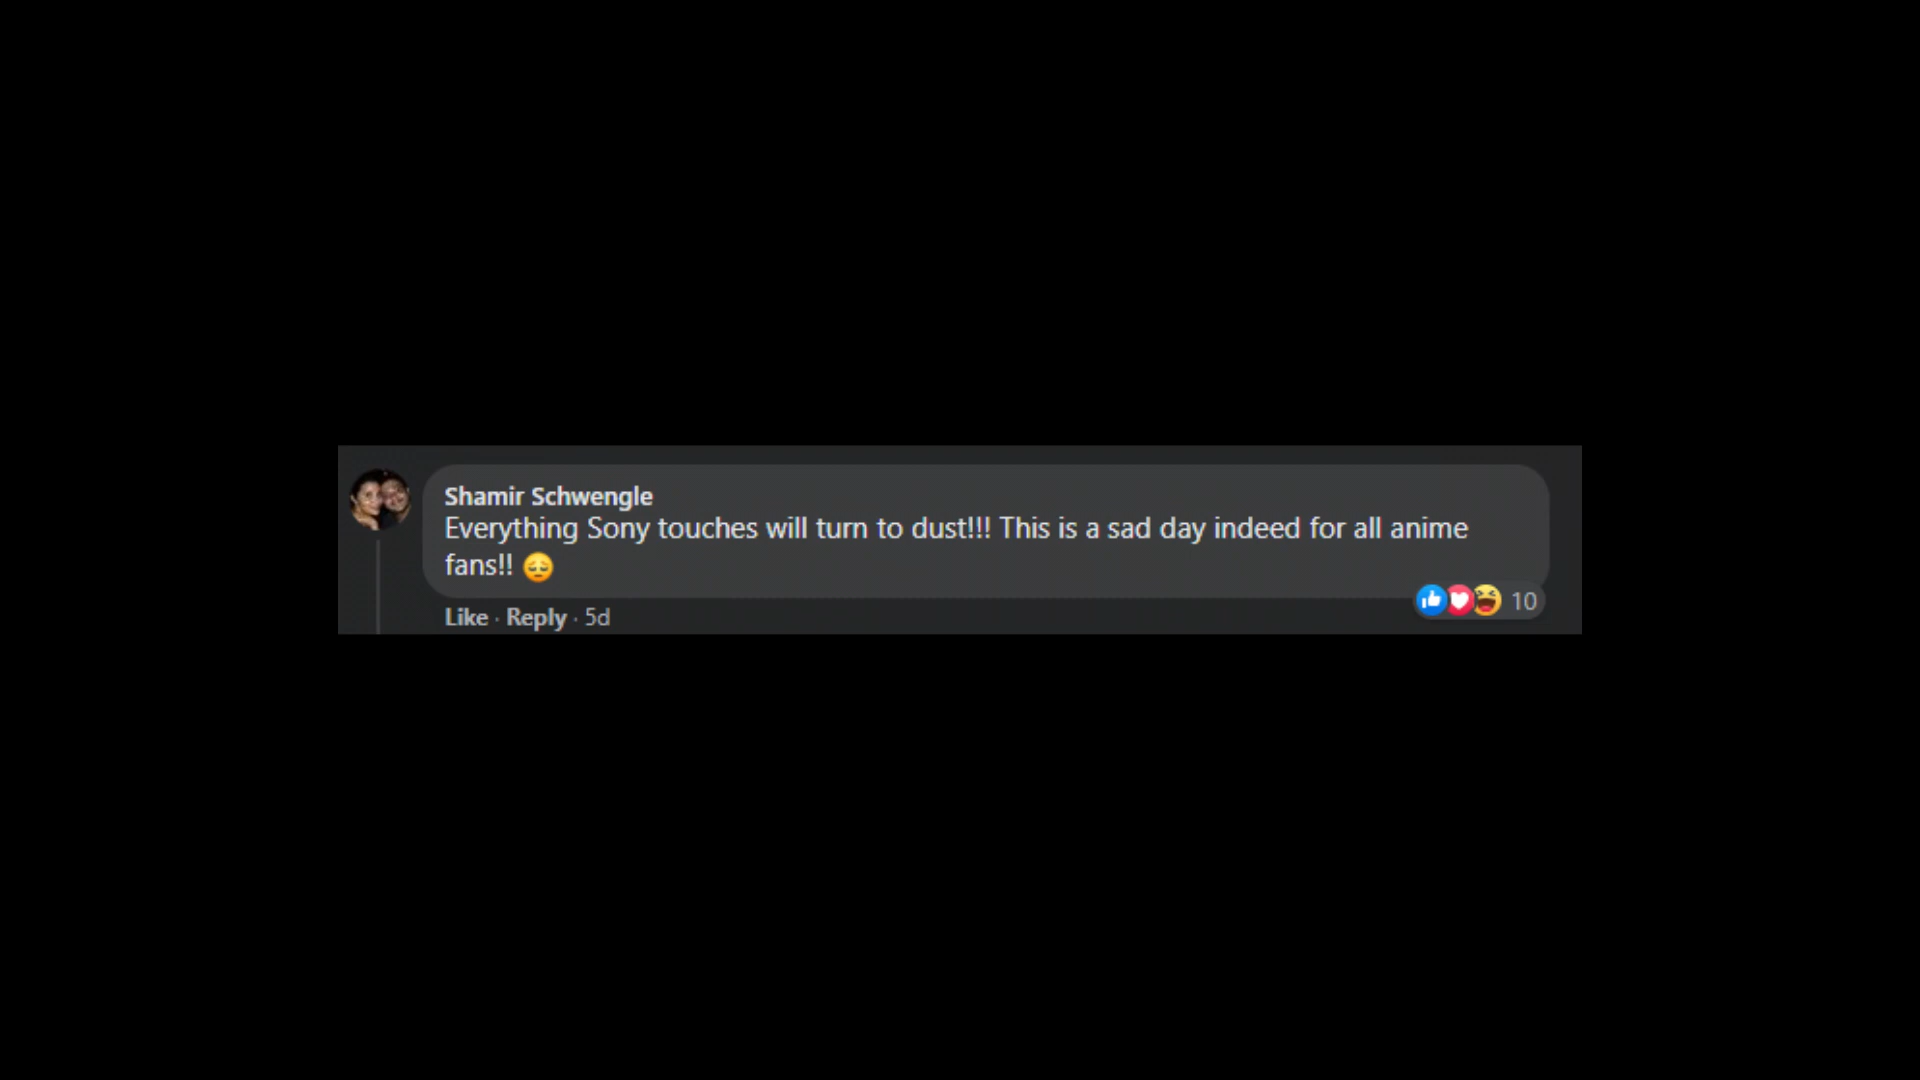 Shamir Schwengle
Everything Sony touches will turn to dust!!! This is a sad day indeed for all anime
fans!! 😔
Like · Reply · 5d
10